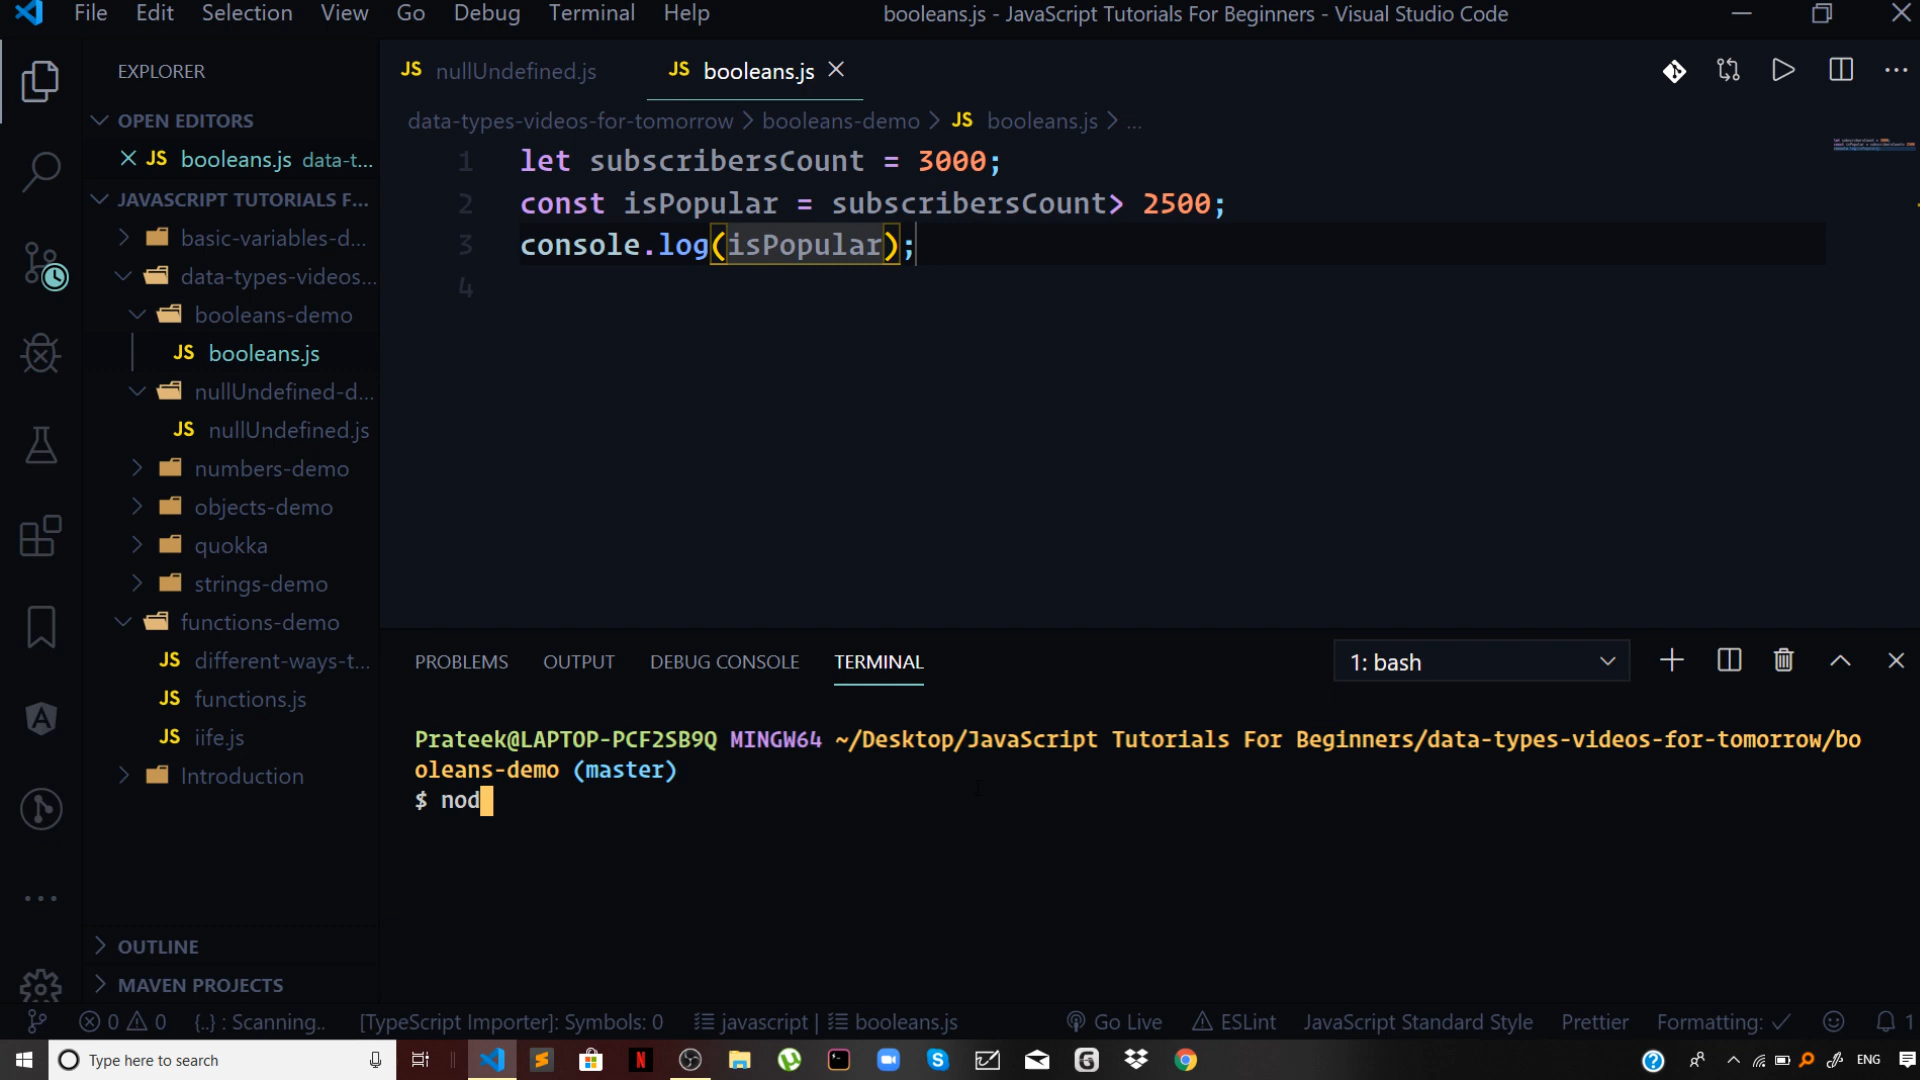 File Edit Selection View Go Debug Terminal Help
booleans.js - JavaScript Tutorials For Beginners - Visual Studio Code
EXPLORER
OPEN EDITORS
JS booleans.js data-t...
JAVASCRIPT TUTORIALS F...
basic-variables-d...
data-types-videos...
booleans-demo
JS booleans.js
nullUndefined-d...
JS nullUndefined.js
numbers-demo
objects-demo
quokka
strings-demo
functions-demo
JS different-ways-t...
JS functions.js
JS iife.js
Introduction
OUTLINE
MAVEN PROJECTS
JS nullUndefined.js JS booleans.js
data-types-videos-for-tomorrow > booleans-demo > JS booleans.js > ...
1 let subscribersCount = 3000;
2 const isPopular = subscribersCount> 2500;
3 console.log(isPopular);
4
PROBLEMS OUTPUT DEBUG CONSOLE TERMINAL
1: bash
Prateek@LAPTOP-PCF2SB9Q MINGW64 ~/Desktop/JavaScript Tutorials For Beginners/data-types-videos-for-tomorrow/bo
oleans-demo (master)
$ nod
0 0 {..} : Scanning.. [TypeScript Importer]: Symbols: 0 javascript | booleans.js Go Live ESLint JavaScript Standard Style Prettier Formatting: ✓ 1
Type here to search
ENG